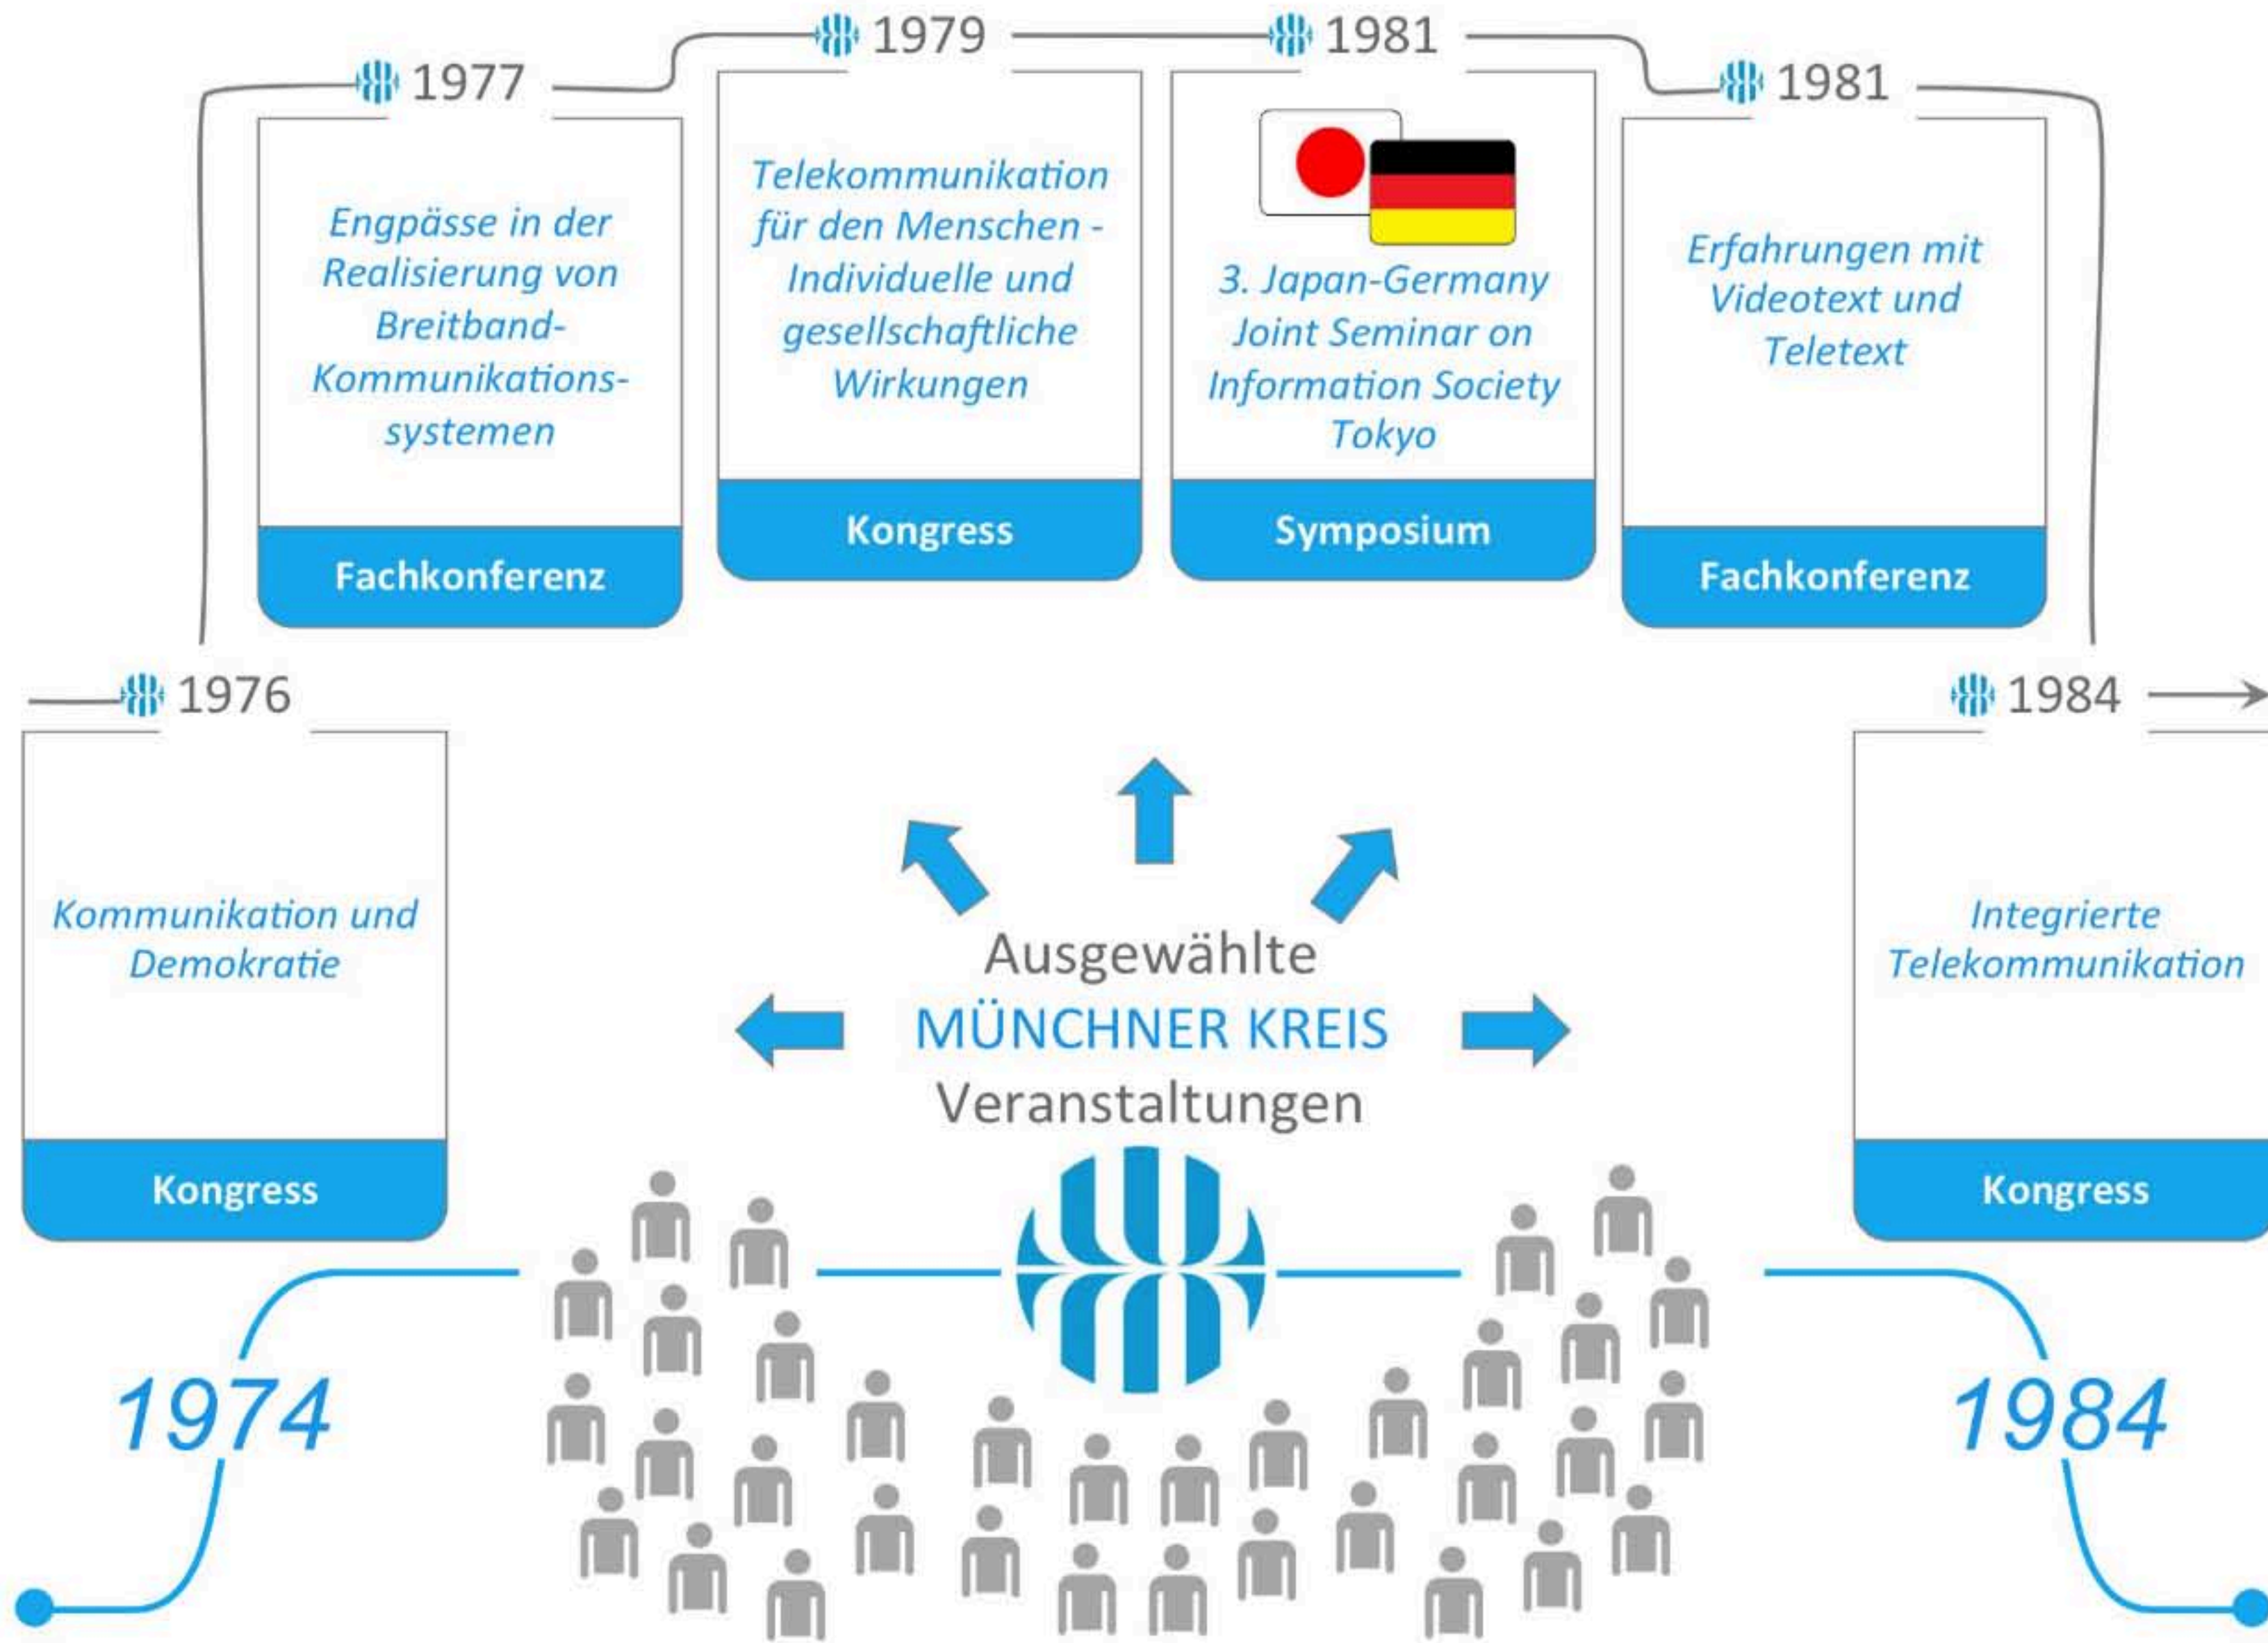 1976
Kommunikation und
Demokratie
Kongress
1977
Engpässe in der
Realisierung von
Breitband-
Kommunikations-
systemen
Fachkonferenz
1979
Telekommunikation
für den Menschen -
Individuelle und
gesellschaftliche
Wirkungen
Kongress
1981
3. Japan-Germany
Joint Seminar on
Information Society
Tokyo
Symposium
1981
Erfahrungen mit
Videotext und
Teletext
Fachkonferenz
1984
Integrierte
Telekommunikation
Kongress
Ausgewählte
MÜNCHNER KREIS
Veranstaltungen
1974
1984